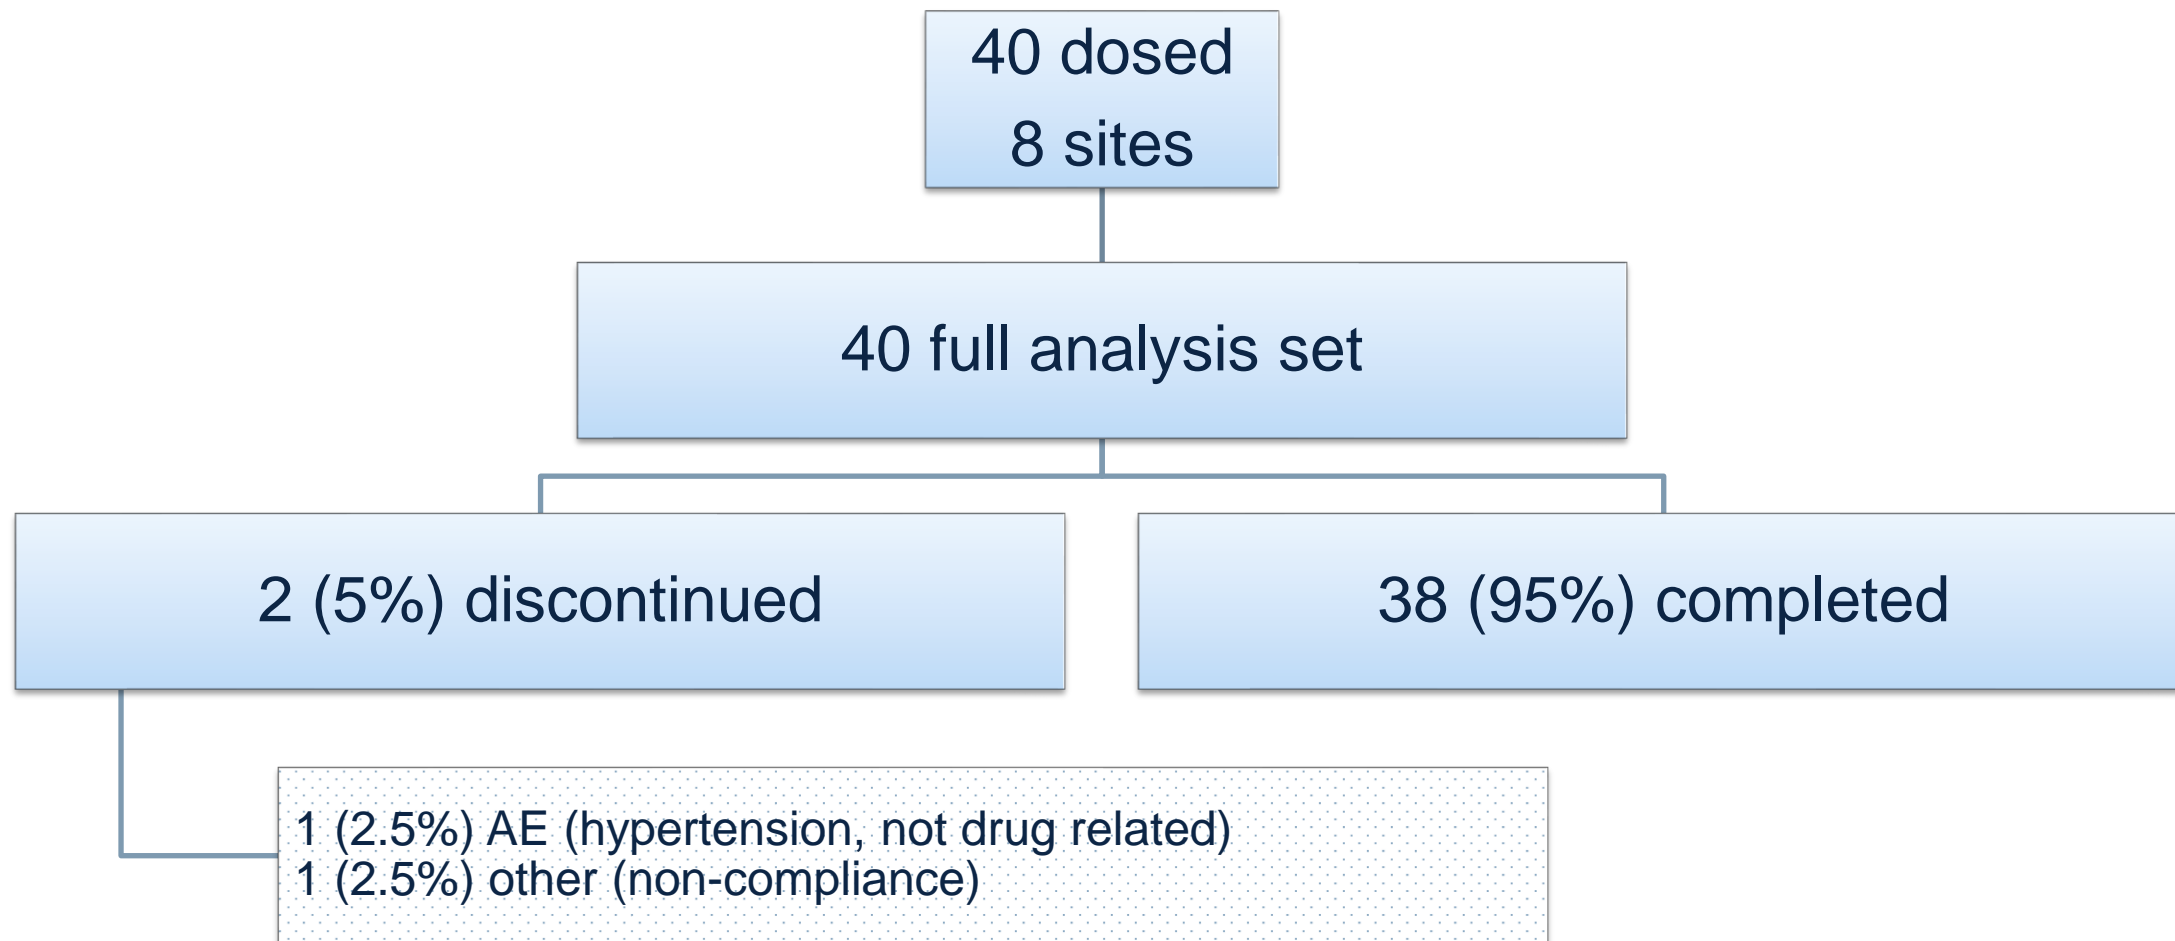 40 dosed
8 sites
40 full analysis set
2 (5%) discontinued
38 (95%) completed
1 (2.5%) AE (hypertension, not drug related)
1 (2.5%) other (non-compliance)